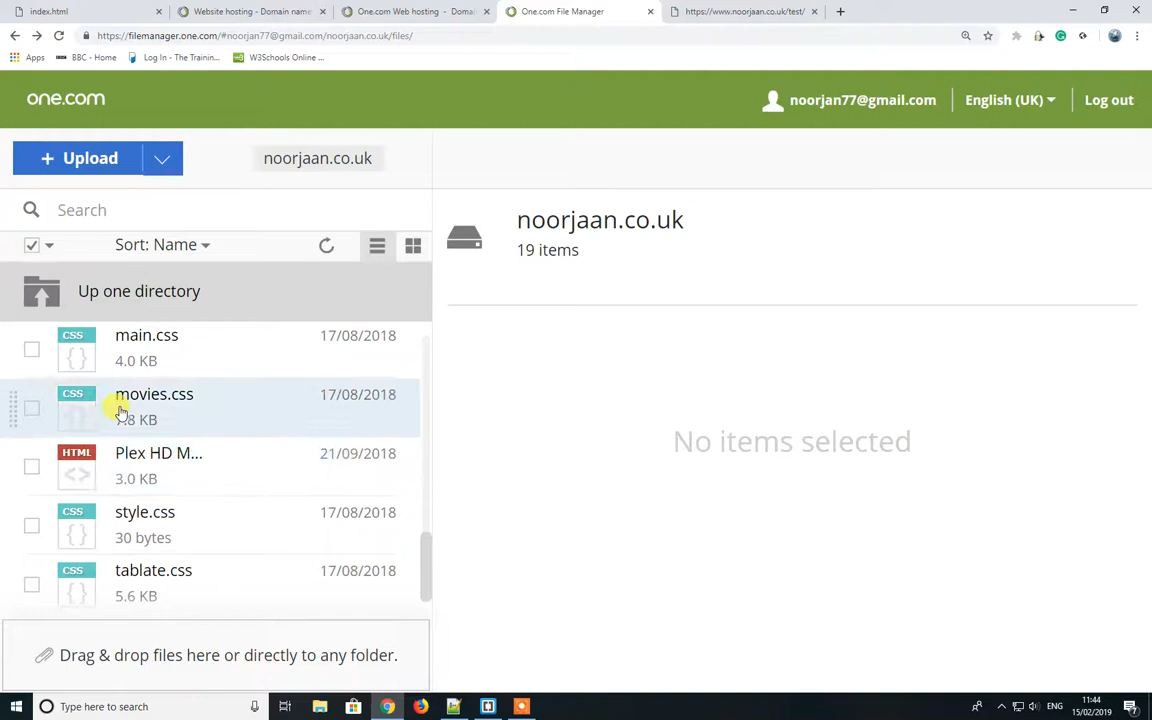 index.html
Website hosting - Domain name
One.com Web hosting - Domai
One.com File Manager
https://www.noorjaan.co.uk/test/
https://filemanager.one.com/#noorjan77@gmail.com/noorjaan.co.uk/files/
Apps
BBC - Home
Log In - The Trainin...
W3Schools Online ...
one.com
noorjan77@gmail.com
English (UK)
Log out
+ Upload
noorjaan.co.uk
Search
Sort: Name
noorjaan.co.uk
19 items
Up one directory
CSS main.css 17/08/2018
4.0 KB
CSS movies.css 17/08/2018
.8 KB
HTML Plex HD M... 21/09/2018
3.0 KB
CSS style.css 17/08/2018
30 bytes
CSS tablate.css 17/08/2018
5.6 KB
No items selected
Drag & drop files here or directly to any folder.
Type here to search
ENG
11:44
15/02/2019